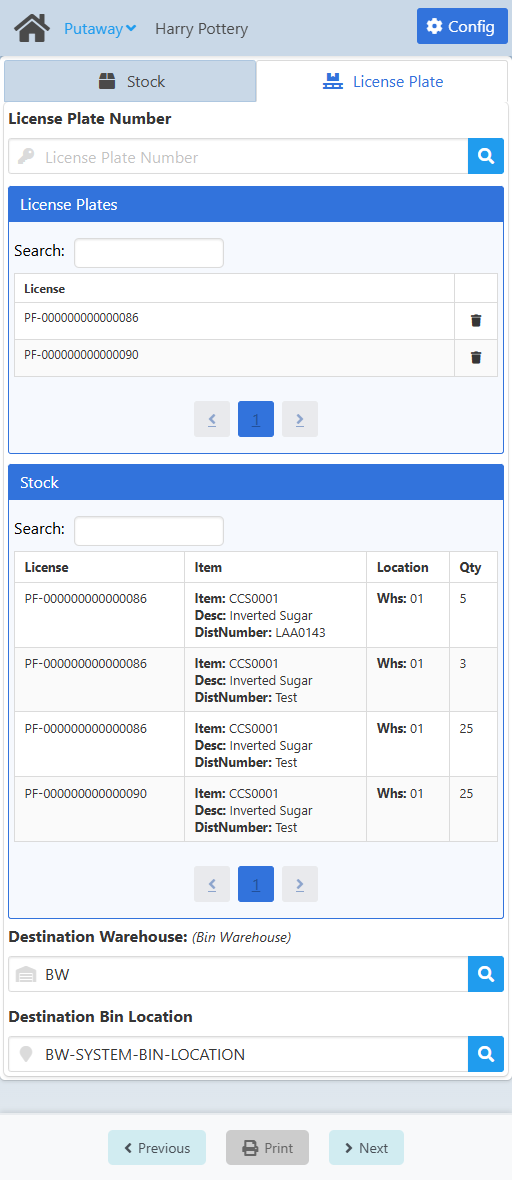 Putaway Harry Pottery Config
Stock License Plate
License Plate Number
License Plate Number
License Plates
Search:
License
PF-000000000000086
PF-000000000000090
< 1 >
Stock
Search:
License Item Location Qty
PF-000000000000086 Item: CCS0001 Whs: 01 5
Desc: Inverted Sugar
DistNumber: LAA0143
PF-000000000000086 Item: CCS0001 Whs: 01 3
Desc: Inverted Sugar
DistNumber: Test
PF-000000000000086 Item: CCS0001 Whs: 01 25
Desc: Inverted Sugar
DistNumber: Test
PF-000000000000090 Item: CCS0001 Whs: 01 25
Desc: Inverted Sugar
DistNumber: Test
< 1 >
Destination Warehouse: (Bin Warehouse)
BW
Destination Bin Location
BW-SYSTEM-BIN-LOCATION
Previous Print Next